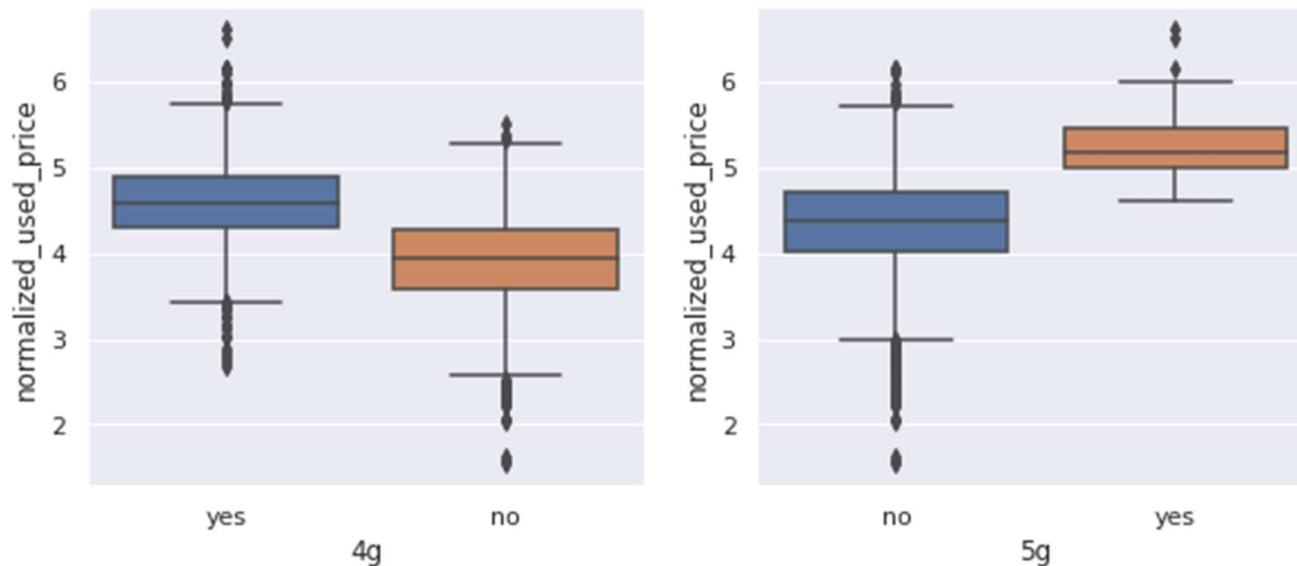 normalized_used_price
6
5
4
3
2
yes
no
4g
normalized_used_price
6
5
4
3
2
no
yes
5g